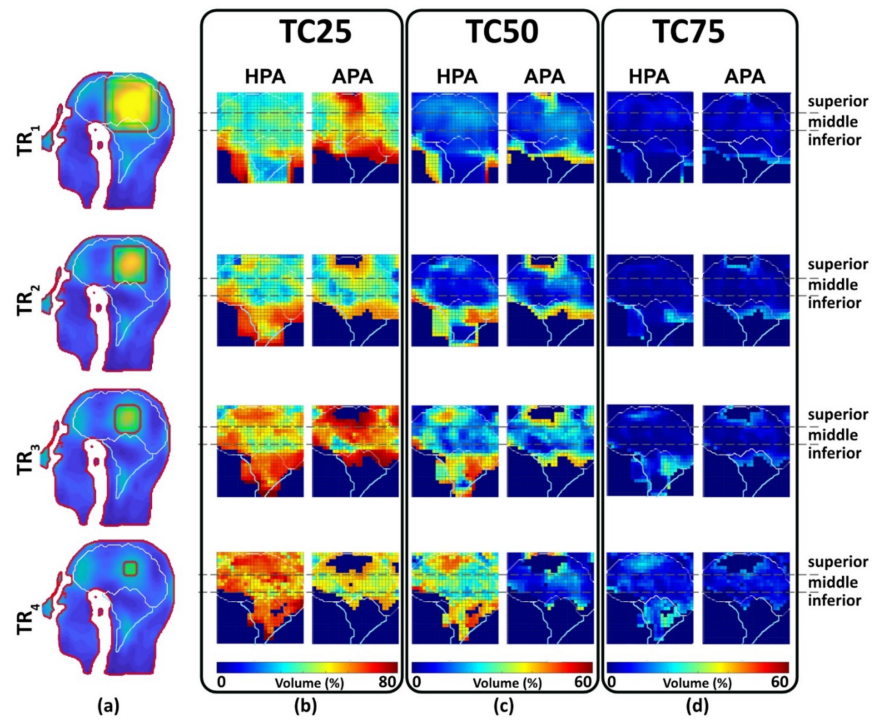 TC25 TC50 TC75
HPA APA HPA APA HPA APA
TR1
superior
middle
inferior
TR2
superior
middle
inferior
TR3
superior
middle
inferior
TR4
superior
middle
inferior
0 Volume (%) 80 0 Volume (%) 60 0 Volume (%) 60
(a) (b) (c) (d)